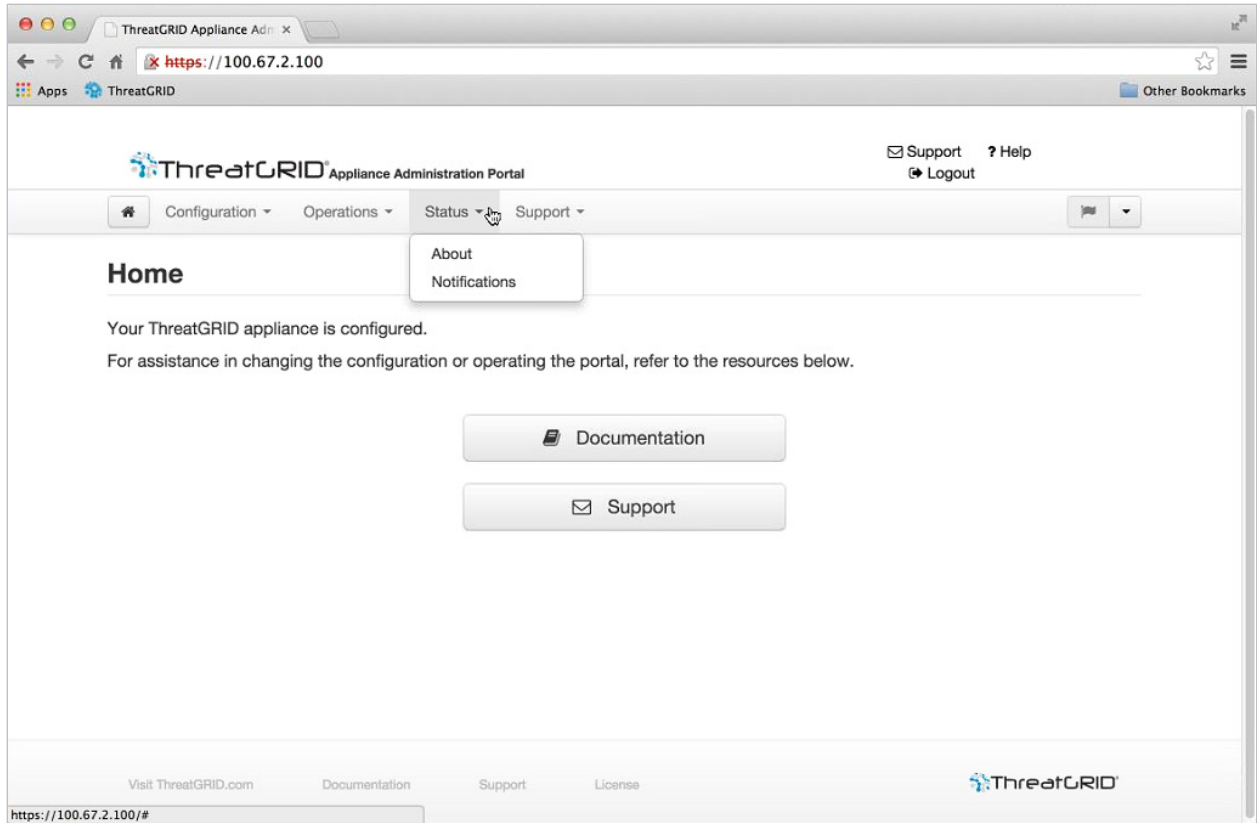 ThreatGRID Appliance Adm
https://100.67.2.100
Apps ThreatGRID Other Bookmarks
ThreatGRID® Appliance Administration Portal
Support ? Help
Logout
Configuration Operations Status Support
About
Notifications
Home
Your ThreatGRID appliance is configured.
For assistance in changing the configuration or operating the portal, refer to the resources below.
Documentation
Support
Visit ThreatGRID.com Documentation Support License ThreatGRID®
https://100.67.2.100/#